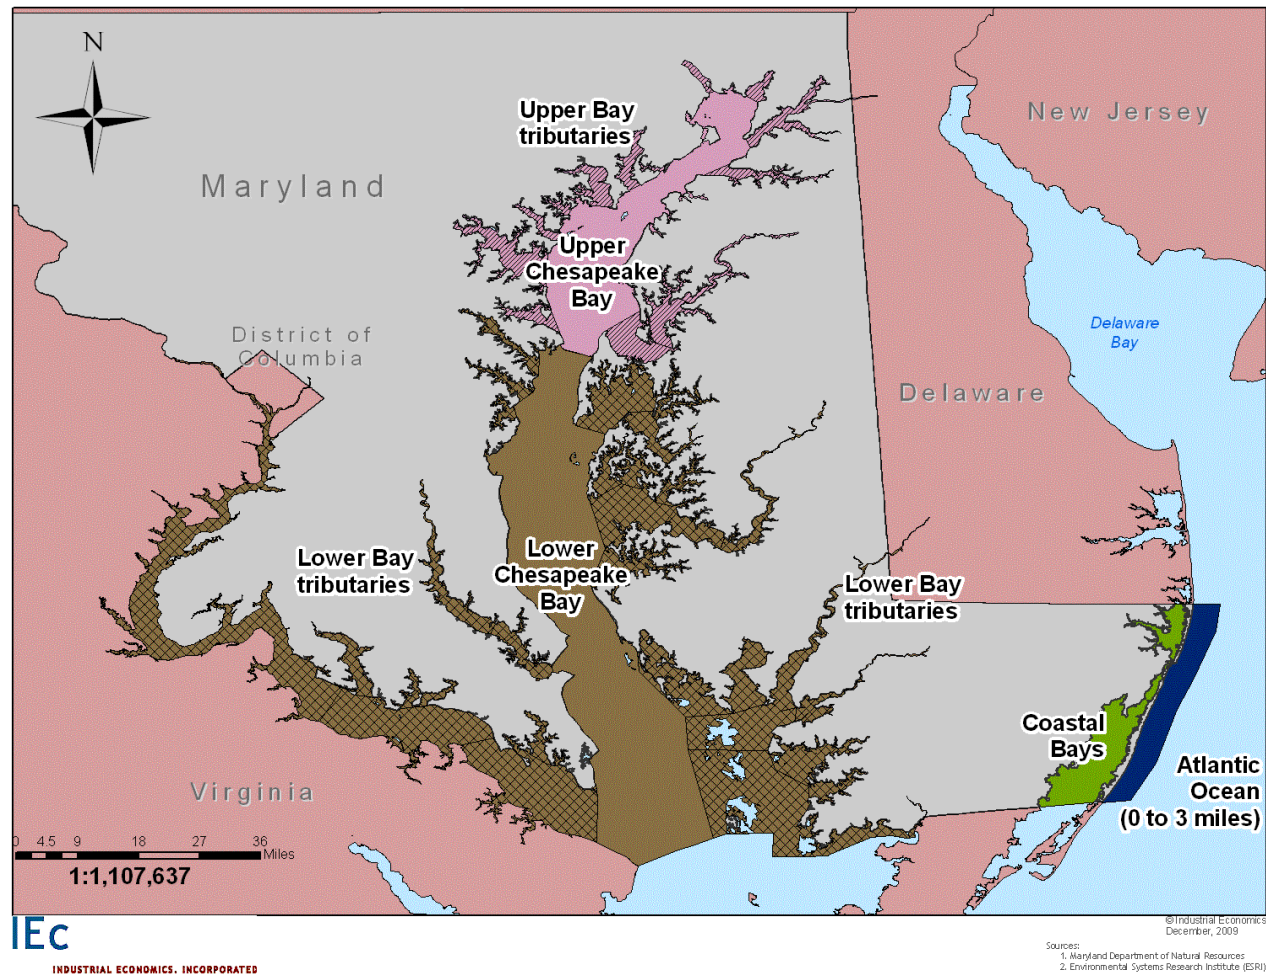 N
New Jersey
Upper Bay
tributaries
Maryland
Upper
Chesapeake
Bay
District of
Columbia
Delaware
Bay
Delaware
Lower Bay
tributaries
Lower
Chesapeake
Bay
Lower Bay
tributaries
Coastal
Bays
Atlantic
Ocean
(0 to 3 miles)
Virginia
0 4.5 9 18 27 36
Miles
1:1,107,637
IEc
INDUSTRIAL ECONOMICS, INCORPORATED
© Industrial Economics
December, 2009
Sources:
1. Maryland Department of Natural Resources
2. Environmental Systems Research Institute (ESRI)